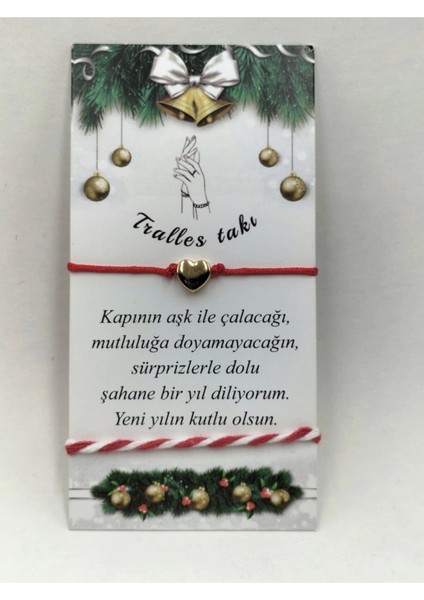 Tralles takı
Kapının aşk ile çalacağı,
mutluluğa doyamayacağın,
sürprizlerle dolu
şahane bir yıl diliyorum.
Yeni yılın kutlu olsun.